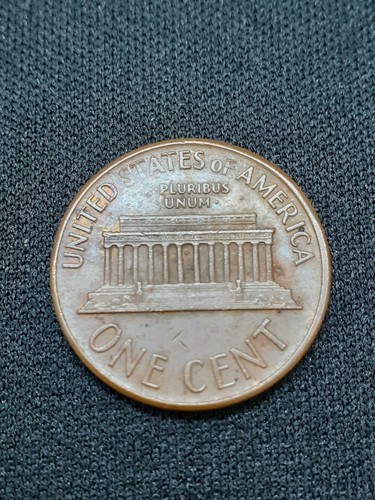 UNITED STATES OF AMERICA
PLURIBUS
UNUM
ONE CENT